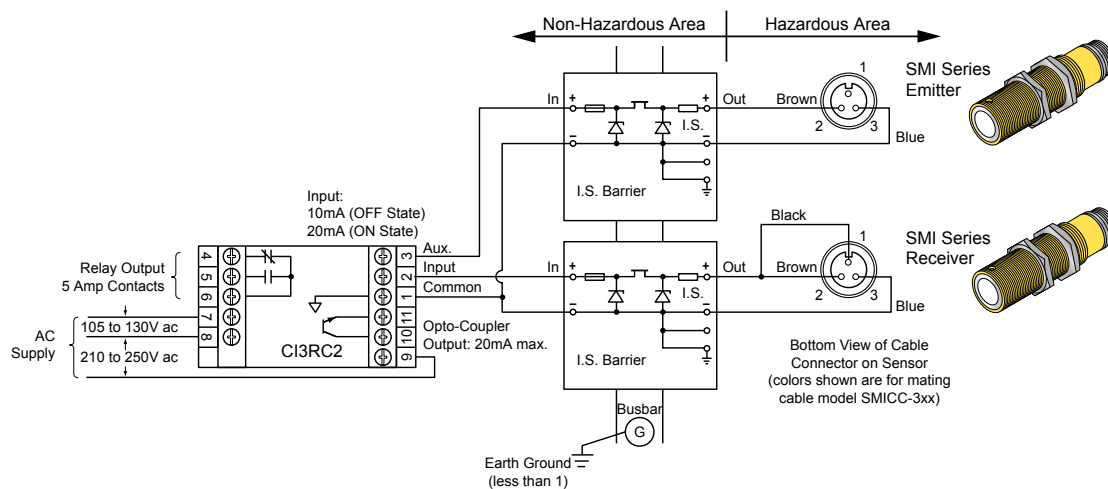 Non-Hazardous Area
Hazardous Area
SMI Series
Emitter
1
2
3
In
+
+
Out
Brown
I.S.
–
–
Blue
I.S. Barrier
Input:
10mA (OFF State)
20mA (ON State)
Black
SMI Series
Receiver
1
2
3
Aux.
Input
Common
In
+
+
Out
Brown
I.S.
–
–
Blue
I.S. Barrier
Relay Output
5 Amp Contacts
4
5
6
7
8
3
2
1
11
10
9
AC
Supply
105 to 130V ac
210 to 250V ac
CI3RC2
Opto-Coupler
Output: 20mA max.
Bottom View of Cable
Connector on Sensor
(colors shown are for mating
cable model SMICC-3xx)
Busbar
G
Earth Ground
(less than 1)